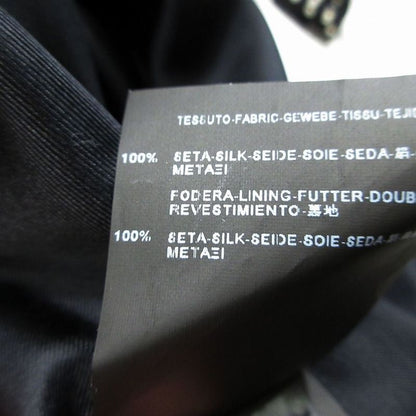 TESSUTO-FABRIC-GEWEBE-TISSU-TEJID
100% SETA-SILK-SEIDE-SOIE-SEDA-絹-
METAΞI
FODERA-LINING-FUTTER-DOUB
REVESTIMIENTO-裏地
100% SETA-SILK-SEIDE-SOIE-SEDA-
METAΞI